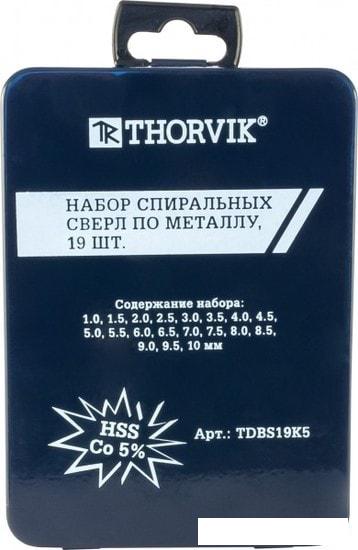 THORVIK®
НАБОР СПИРАЛЬНЫХ
СВЕРЛ ПО МЕТАЛЛУ,
19 ШТ.
Содержание набора:
1.0, 1.5, 2.0, 2.5, 3.0, 3.5, 4.0, 4.5,
5.0, 5.5, 6.0, 6.5, 7.0, 7.5, 8.0, 8.5,
9.0, 9.5, 10 мм
HSS
Co 5%
Арт.: TDBS19K5